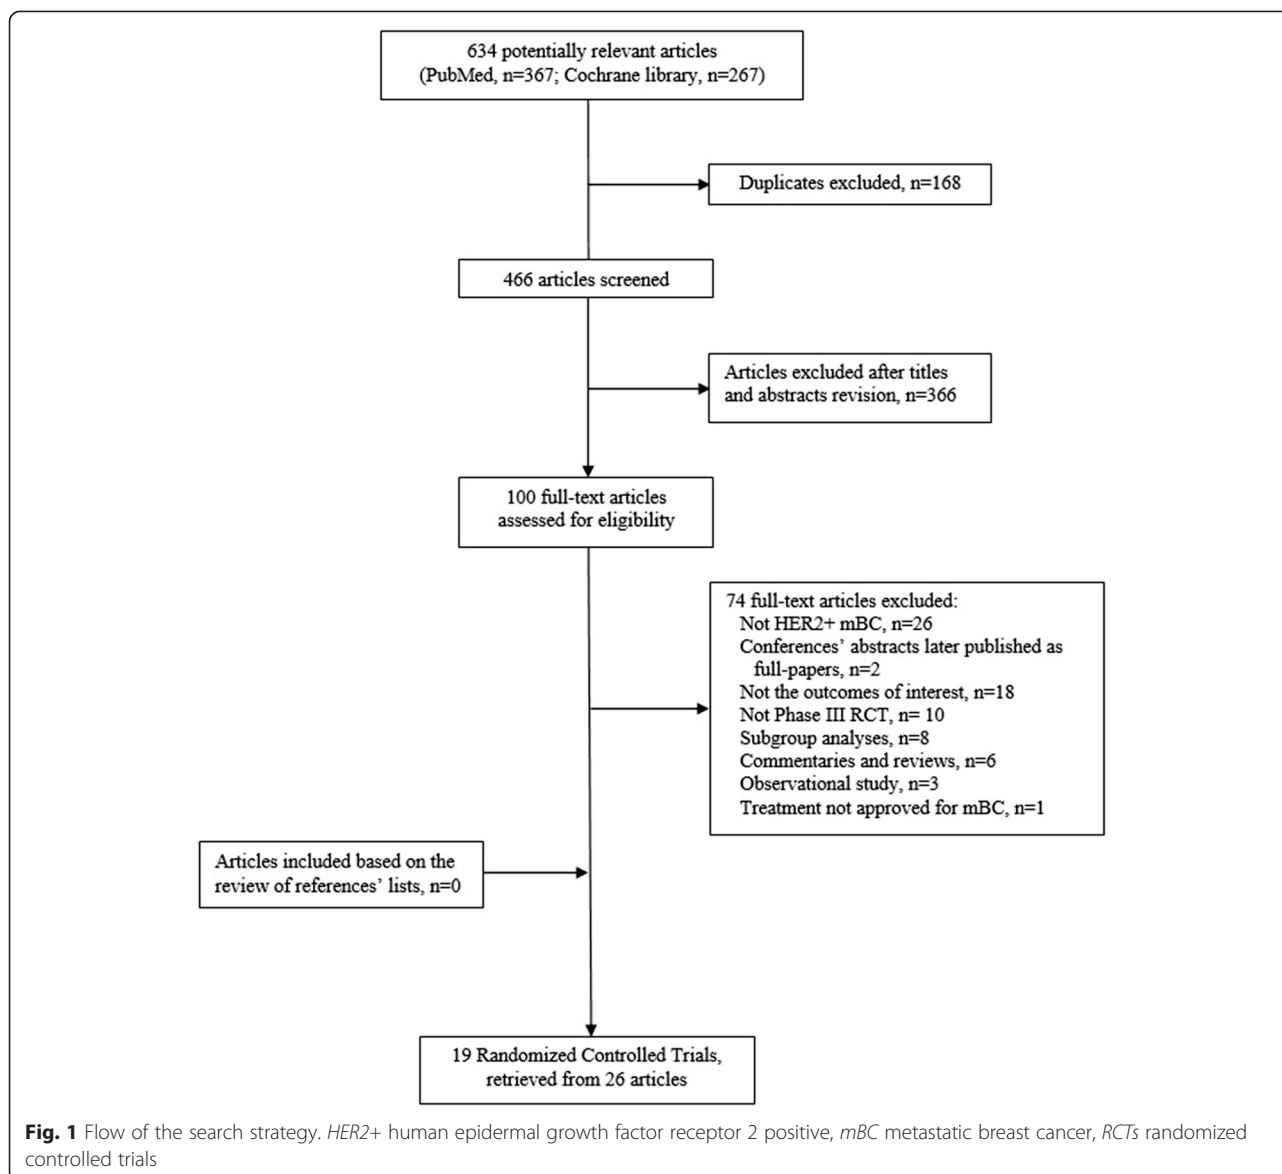 634 potentially relevant articles
(PubMed, n=367; Cochrane library, n=267)
Duplicates excluded, n=168
466 articles screened
Articles excluded after titles
and abstracts revision, n=366
100 full-text articles
assessed for eligibility
74 full-text articles excluded:
Not HER2+ mBC, n=26
Conferences’ abstracts later published as
full-papers, n=2
Not the outcomes of interest, n=18
Not Phase III RCT, n= 10
Subgroup analyses, n=8
Commentaries and reviews, n=6
Observational study, n=3
Treatment not approved for mBC, n=1
Articles included based on the
review of references’ lists, n=0
19 Randomized Controlled Trials,
retrieved from 26 articles
Fig. 1 Flow of the search strategy. HER2+ human epidermal growth factor receptor 2 positive, mBC metastatic breast cancer, RCTs randomized
controlled trials